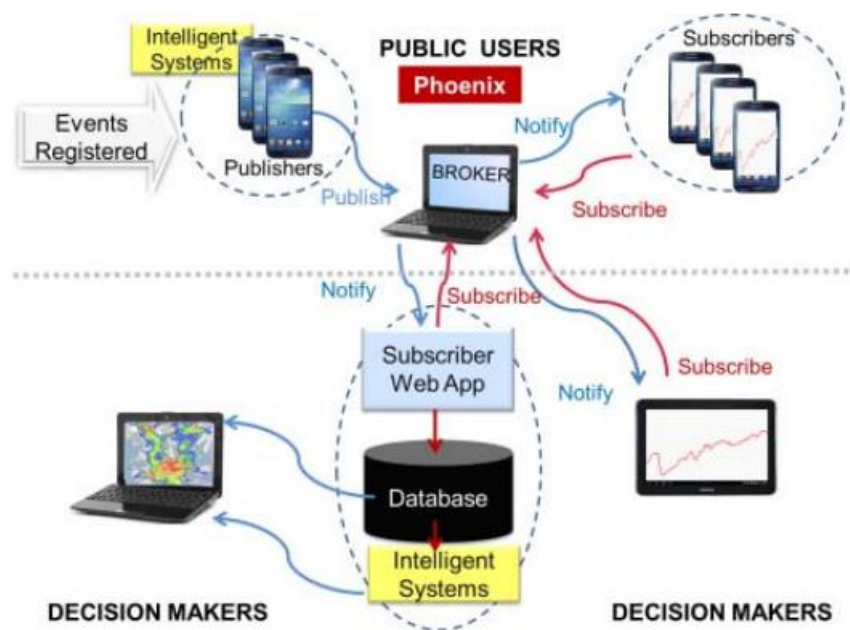 Intelligent
Systems
PUBLIC USERS
Subscribers
Phoenix
Events
Registered
Notify
BROKER
Publishers
Publish
Subscribe
Notify
Subscribe
Subscriber
Web App
Subscribe
Notify
Database
Intelligent
Systems
DECISION MAKERS
DECISION MAKERS